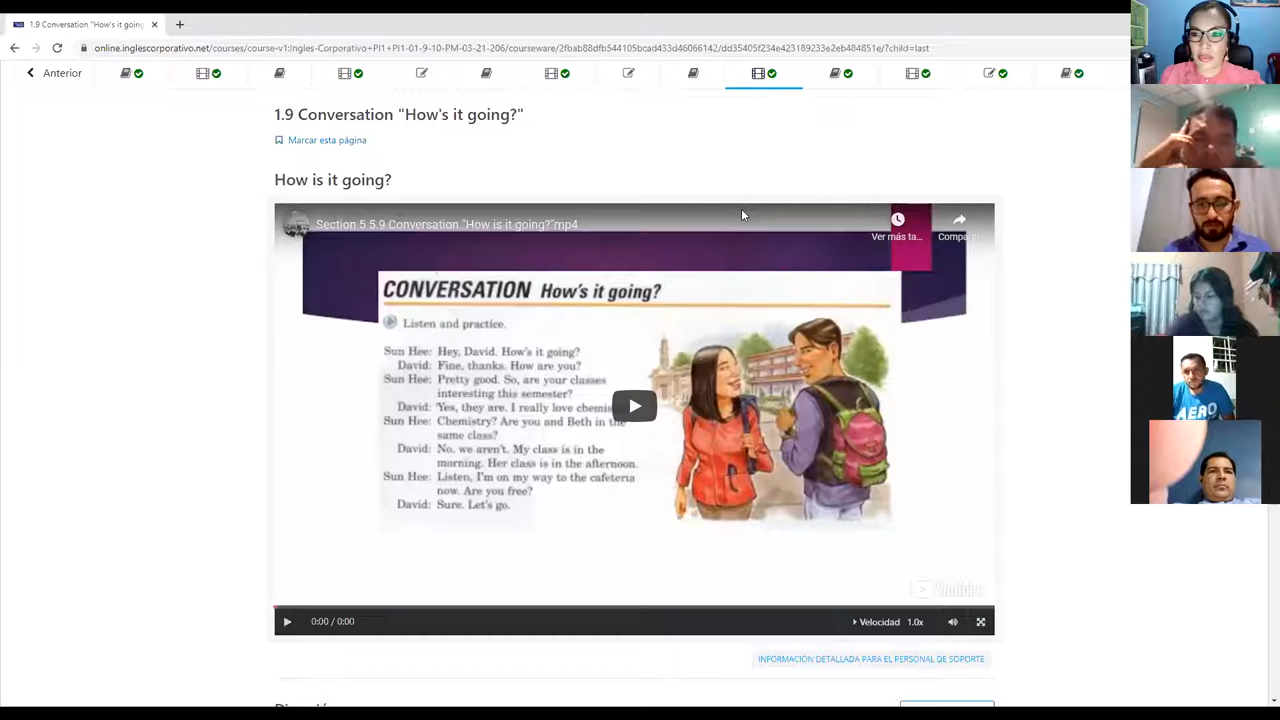 1.9 Conversation "How's it going
online.inglescorporativo.net/courses/course-v1:Ingles-Corporativo+PI1+PI1-01-9-10-PM-03-21-206/courseware/2fbab88dfb544105bcad433d46066142/dd35405f234e423189233e2eb484851e/?child=last
Anterior
1.9 Conversation "How's it going?"
Marcar esta página
How is it going?
Section 5 5.9 Conversation "How is it going?"mp4
Ver más ta...
CONVERSATION How's it going?
Listen and practice.
Sun Hee: Hey, David. How's it going?
David: Fine, thanks. How are you?
Sun Hee: Pretty good. So, are your classes
interesting this semester?
David: Yes, they are. I really love
Sun Hee: Chemistry? Are you and Beth in the
same class?
David: No, we aren't. My class is in the
morning. Her class is in the afternoon.
Sun Hee: Listen, I'm on my way to the cafeteria
now. Are you free?
David: Sure. Let's go.
YouTube
0:00 / 0:00
Velocidad 1.0x
INFORMACIÓN DETALLADA PARA EL PERSONAL DE SOPORTE
AERO